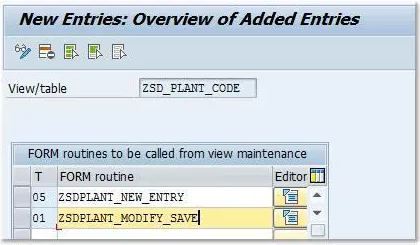 New Entries: Overview of Added Entries
View/table ZSD_PLANT_CODE
FORM routines to be called from view maintenance
T FORM routine Editor
05 ZSDPLANT_NEW_ENTRY
01 ZSDPLANT_MODIFY_SAVE